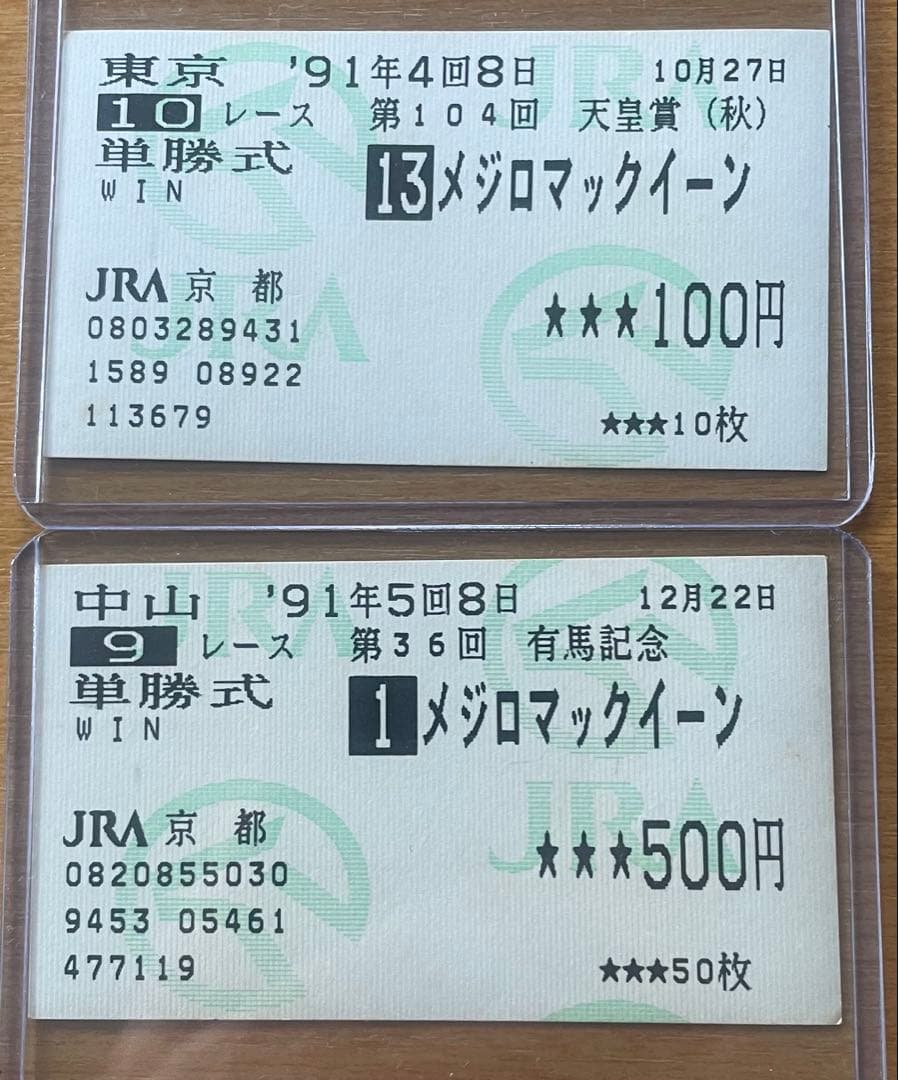 東京 '91年4回8日 10月27日
10 レース 第104回 天皇賞（秋）
単勝式
WIN
13 メジロマックイーン
JRA 京 都
0803289431
★★★100円
1589 08922
113679
★★★10枚
中山 '91年5回8日 12月22日
9 レース 第36回 有馬記念
単勝式
WIN
1 メジロマックイーン
JRA 京 都
★★★500円
0820855030
9453 05461
477119
★★★50枚